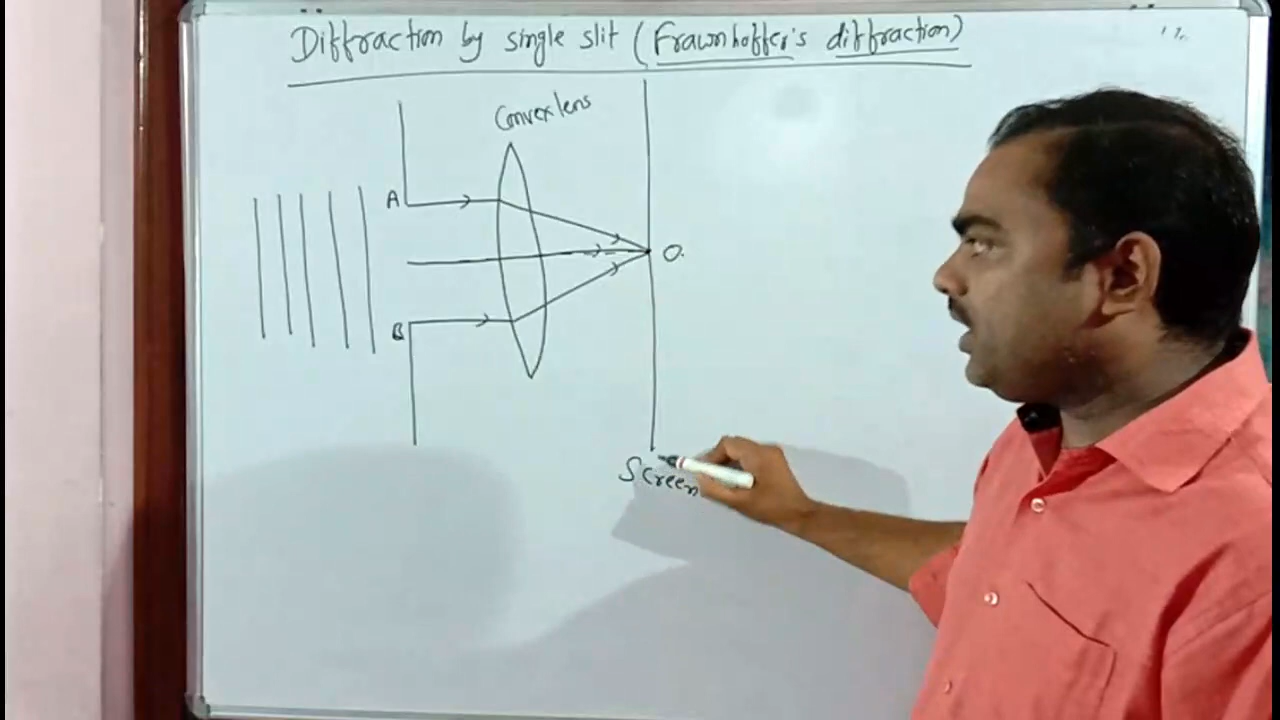 Diffraction by single slit (Frawnhoffer's diffraction)
Convex lens
A
O.
B
Screen